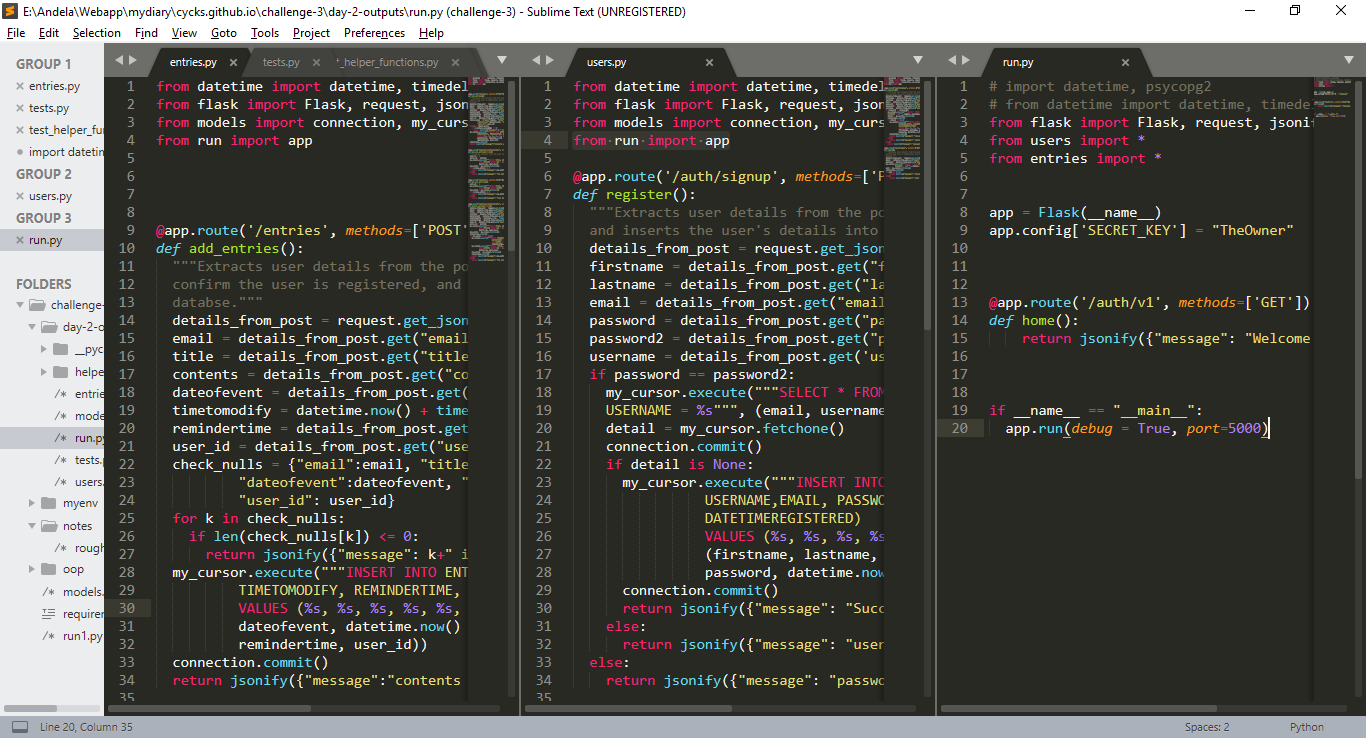 E:\Andela\Webapp\mydiary\cycks.github.io\challenge-3\day-2-outputs\run.py (challenge-3) - Sublime Text (UNREGISTERED)
File Edit Selection Find View Goto Tools Project Preferences Help
GROUP 1
entries.py
tests.py
test_helper_fu
import datetim
GROUP 2
users.py
GROUP 3
run.py
FOLDERS
challenge-
day-2-o
__pyc
helpe
/* entrie
/* mode
/* run.py
/* tests.
/* users.
myenv
notes
/* rough
oop
/* models.
requirer
/* run1.py
entries.py tests.py t_helper_functions.py
1 from datetime import datetime, timedel
2 from flask import Flask, request, json
3 from models import connection, my_curs
4 from run import app
5
6
7
8
9 @app.route('/entries', methods=['POST'
10 def add_entries():
11 """Extracts user details from the po
12 confirm the user is registered, and
13 databse."""
14 details_from_post = request.get_json
15 email = details_from_post.get("email
16 title = details_from_post.get("title
17 contents = details_from_post.get("co
18 dateofevent = details_from_post.get(
19 timetomodify = datetime.now() + time
20 remindertime = details_from_post.get
21 user_id = details_from_post.get("use
22 check_nulls = {"email":email, "title
23 "dateofevent":dateofevent, "
24 "user_id": user_id}
25 for k in check_nulls:
26 if len(check_nulls[k]) <= 0:
27 return jsonify({"message": k+" i
28 my_cursor.execute("""INSERT INTO ENT
29 TIMETOMODIFY, REMINDERTIME,
30 VALUES (%s, %s, %s, %s, %s,
31 dateofevent, datetime.now()
32 remindertime, user_id))
33 connection.commit()
34 return jsonify({"message":"contents
35
users.py
1 from datetime import datetime, timedel
2 from flask import Flask, request, json
3 from models import connection, my_curs
4 from run import app
5
6 @app.route('/auth/signup', methods=['P
7 def register():
8 """Extracts user details from the po
9 and inserts the user's details into
10 details_from_post = request.get_json
11 firstname = details_from_post.get("f
12 lastname = details_from_post.get("la
13 email = details_from_post.get("email
14 password = details_from_post.get("pa
15 password2 = details_from_post.get("p
16 username = details_from_post.get('us
17 if password == password2:
18 my_cursor.execute("""SELECT * FROM
19 USERNAME = %s""", (email, username
20 detail = my_cursor.fetchone()
21 connection.commit()
22 if detail is None:
23 my_cursor.execute("""INSERT INTO
24 USERNAME,EMAIL, PASSWO
25 DATETIMEREGISTERED)
26 VALUES (%s, %s, %s, %s
27 (firstname, lastname,
28 password, datetime.now
29 connection.commit()
30 return jsonify({"message": "Succ
31 else:
32 return jsonify({"message": "user
33 else:
34 return jsonify({"message": "passwo
35
run.py
1 # import datetime, psycopg2
2 # from datetime import datetime, timede
3 from flask import Flask, request, jsoni
4 from users import *
5 from entries import *
6
7
8 app = Flask(__name__)
9 app.config['SECRET_KEY'] = "TheOwner"
10
11
12
13 @app.route('/auth/v1', methods=['GET'])
14 def home():
15 return jsonify({"message": "Welcome
16
17
18
19 if __name__ == "__main__":
20 app.run(debug = True, port=5000)
Line 20, Column 35 Spaces: 2 Python